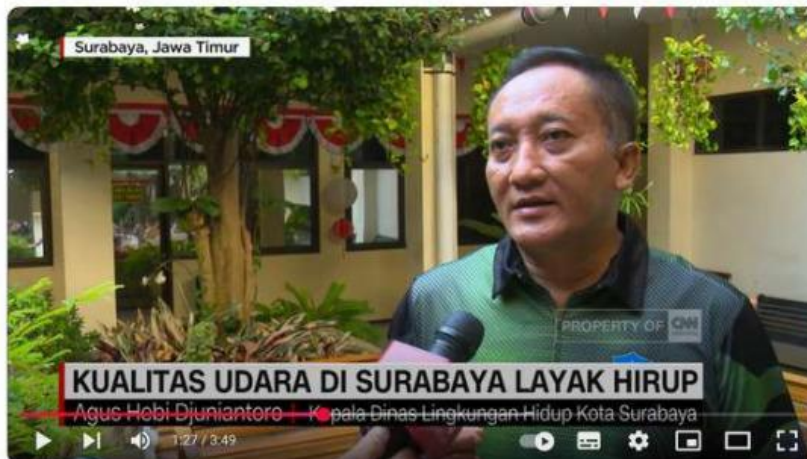 Surabaya, Jawa Timur
PROPERTY OF CNN
KUALITAS UDARA DI SURABAYA LAYAK HIRUP
Agus Hebi Djuniantoro | Kepala Dinas Lingkungan Hidup Kota Surabaya
1:27 / 3:49